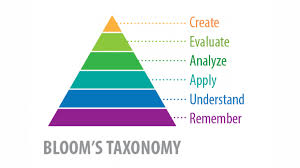 Create
Evaluate
Analyze
Apply
Understand
Remember
BLOOM'S TAXONOMY